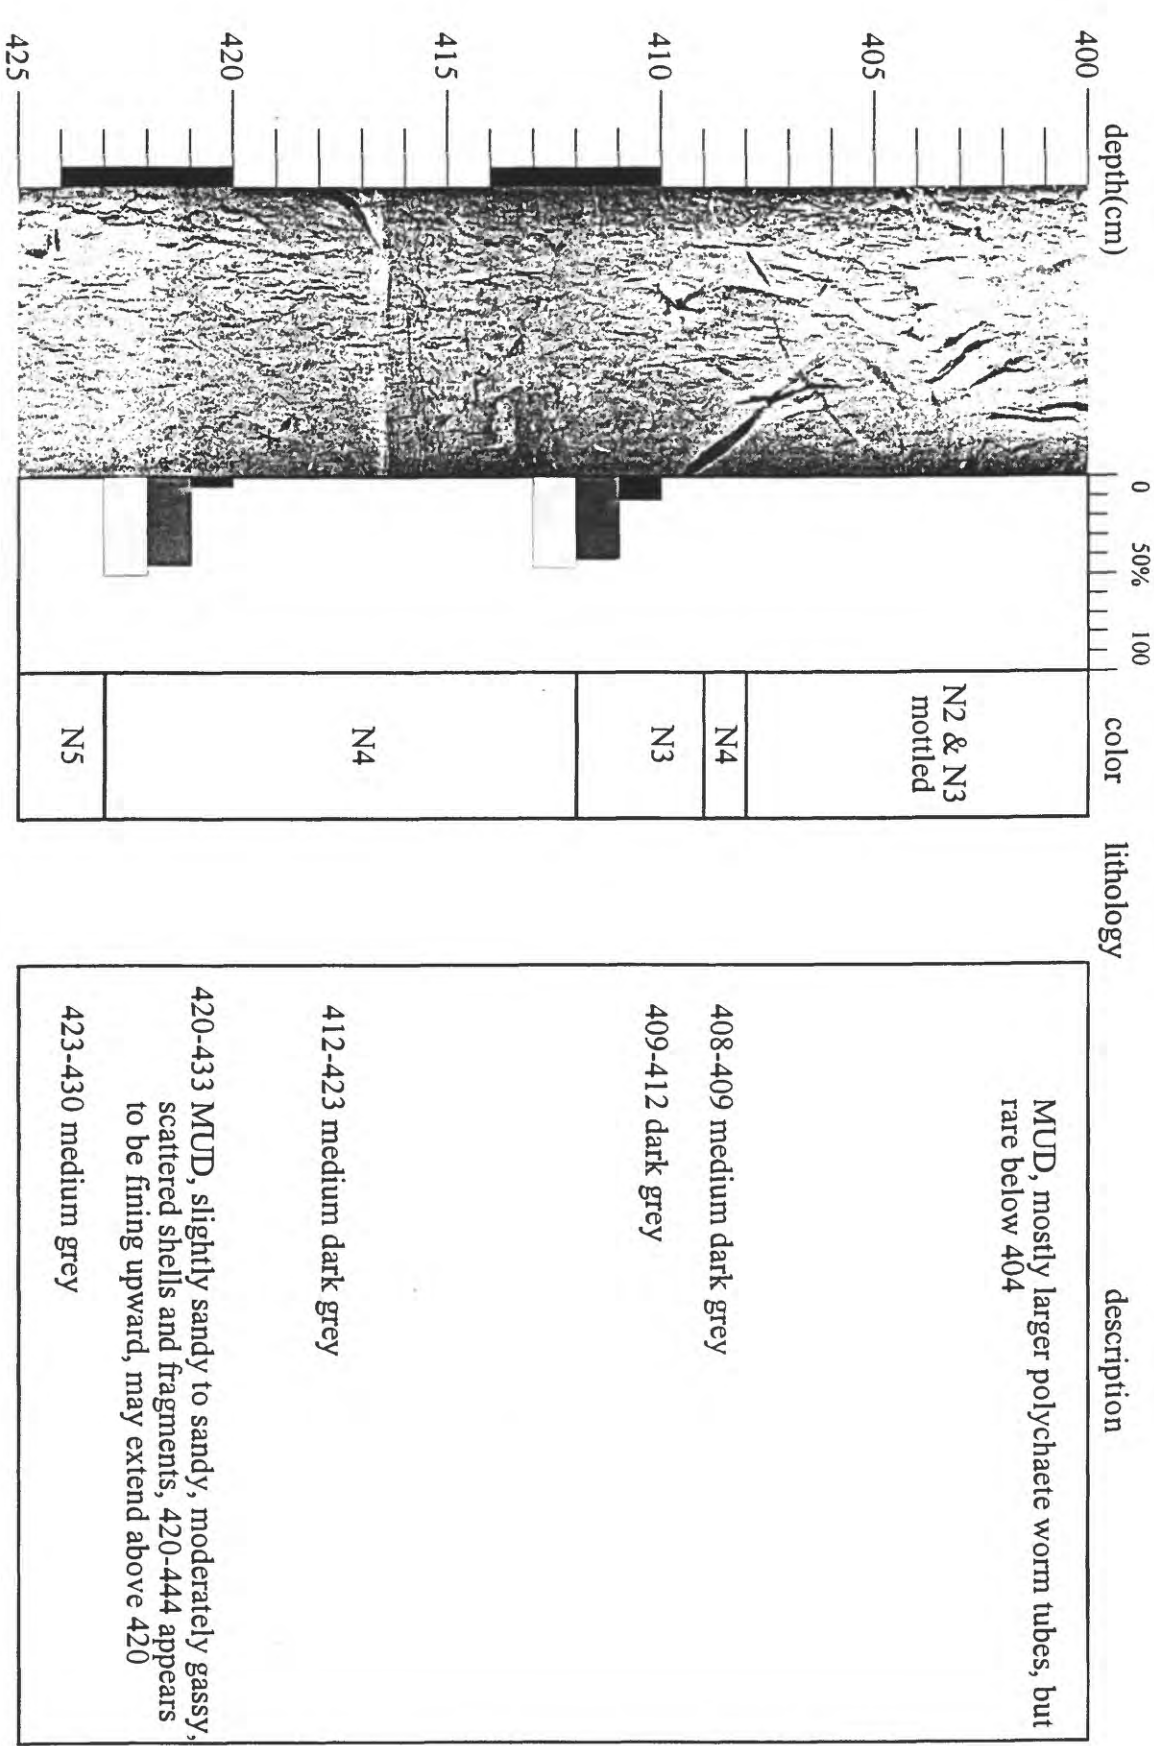 depth(cm)
0 50% 100
color
lithology
description
400
405
410
415
420
425
N2 & N3
mottled
N4
N3
N4
N5
MUD, mostly larger polychaete worm tubes, but
rare below 404
408-409 medium dark grey
409-412 dark grey
412-423 medium dark grey
420-433 MUD, slightly sandy to sandy, moderately gassy,
scattered shells and fragments, 420-444 appears
to be fining upward, may extend above 420
423-430 medium grey